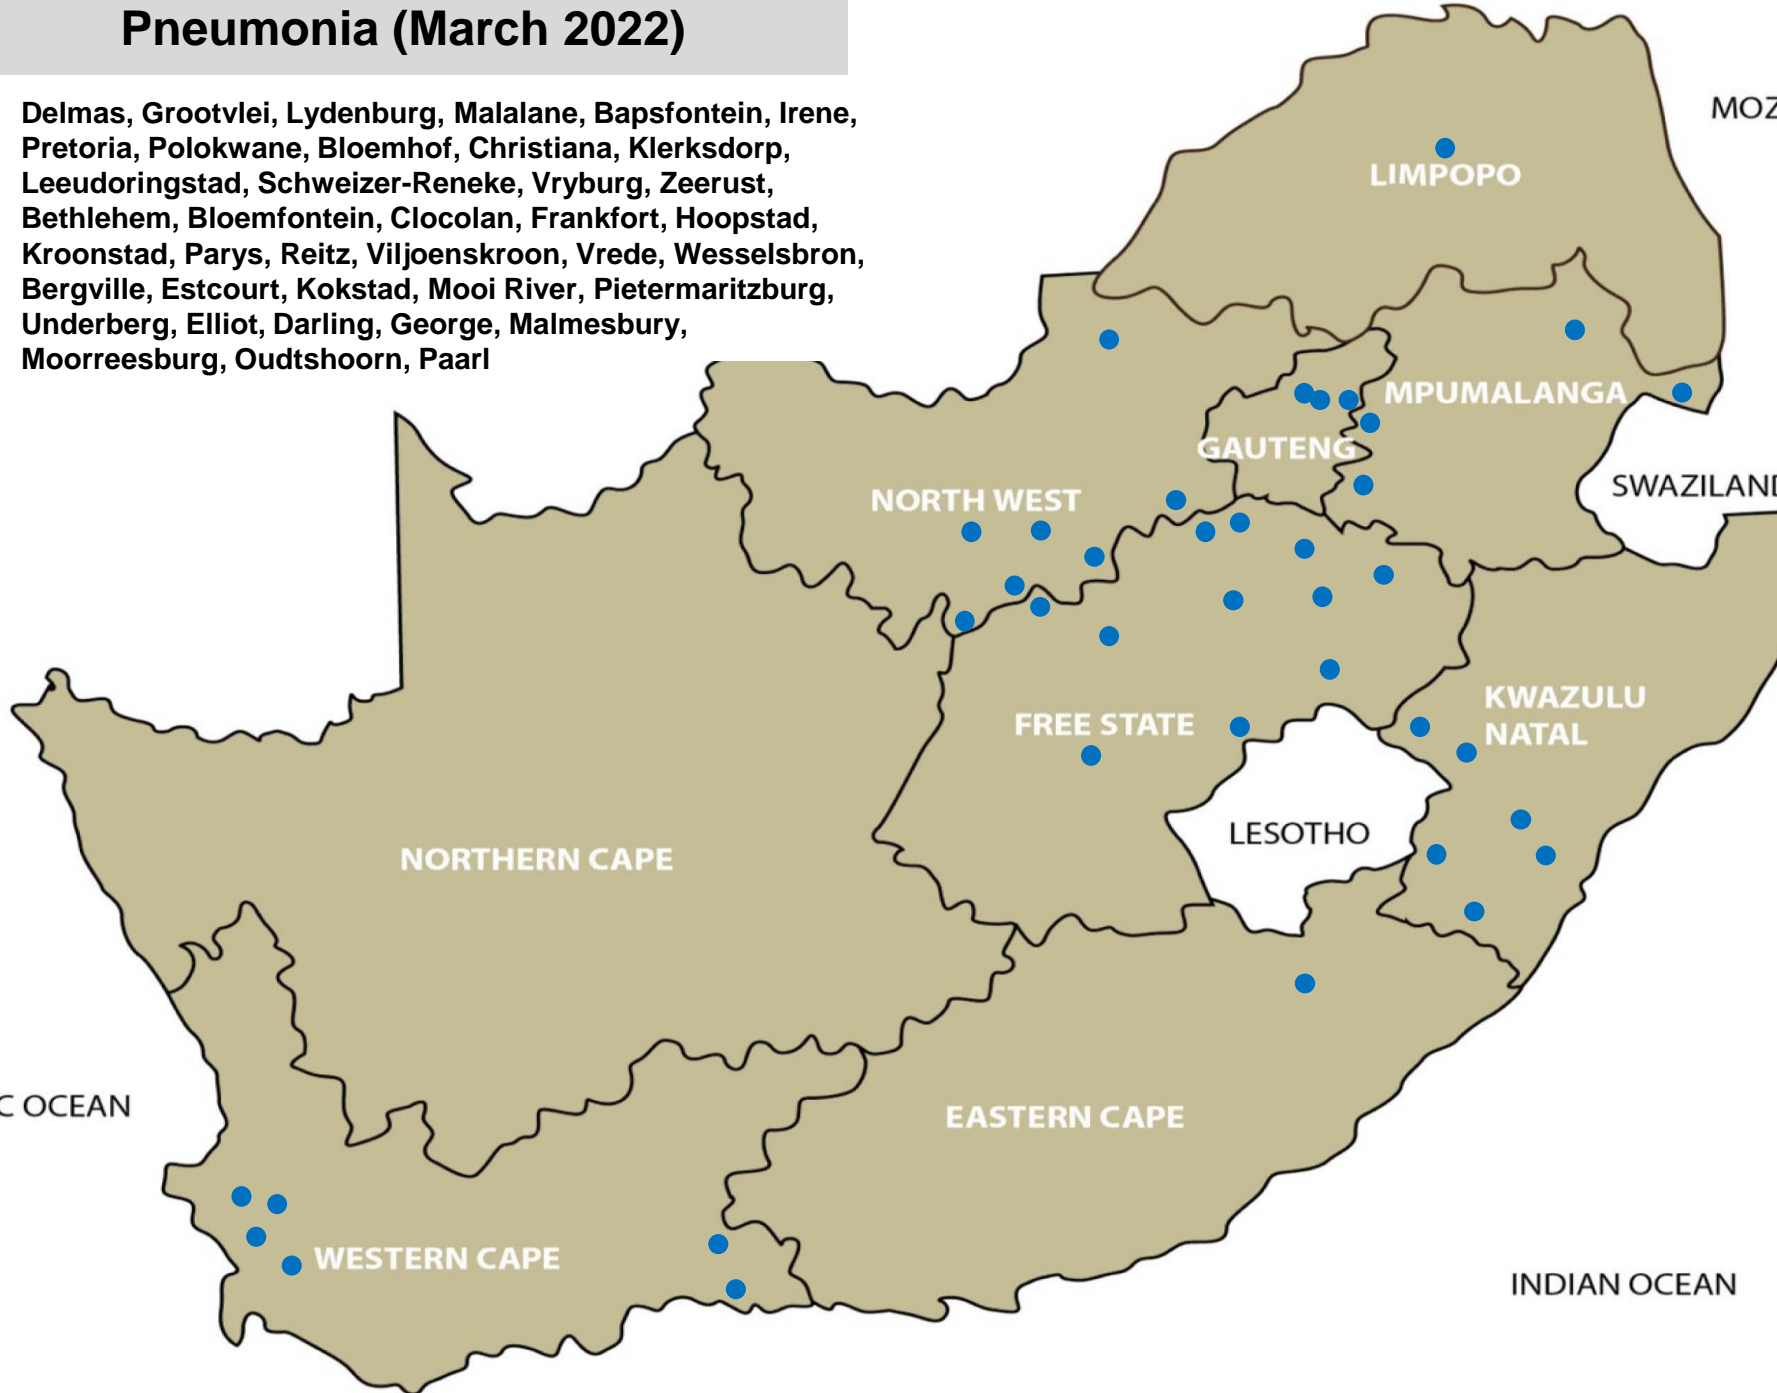 Pneumonia (March 2022)
Delmas, Grootvlei, Lydenburg, Malalane, Bapsfontein, Irene,
Pretoria, Polokwane, Bloemhof, Christiana, Klerksdorp,
Leeudoringstad, Schweizer-Reneke, Vryburg, Zeerust,
Bethlehem, Bloemfontein, Clocolan, Frankfort, Hoopstad,
Kroonstad, Parys, Reitz, Viljoenskroon, Vrede, Wesselsbron,
Bergville, Estcourt, Kokstad, Mooi River, Pietermaritzburg,
Underberg, Elliot, Darling, George, Malmesbury,
Moorreesburg, Oudtshoorn, Paarl
MOZ
LIMPOPO
MPUMALANGA
GAUTENG
SWAZILAND
NORTH WEST
KWAZULU
NATAL
FREE STATE
LESOTHO
NORTHERN CAPE
C OCEAN
EASTERN CAPE
WESTERN CAPE
INDIAN OCEAN